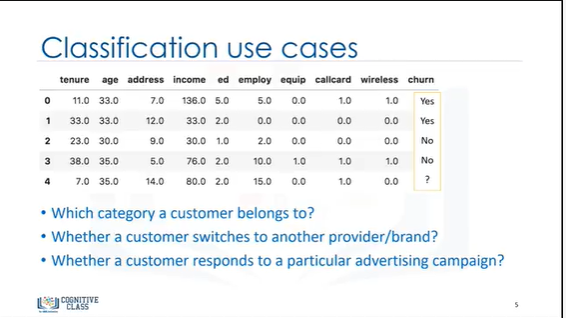 Classification use cases
tenure age address income ed employ equip callcard wireless churn
0 11.0 33.0 7.0 136.0 5.0 5.0 0.0 1.0 1.0 Yes
1 33.0 33.0 12.0 33.0 2.0 0.0 0.0 0.0 0.0 Yes
2 23.0 30.0 9.0 30.0 1.0 2.0 0.0 0.0 0.0 No
3 38.0 35.0 5.0 76.0 2.0 10.0 1.0 1.0 1.0 No
4 7.0 35.0 14.0 80.0 2.0 15.0 0.0 1.0 0.0 ?
• Which category a customer belongs to?
• Whether a customer switches to another provider/brand?
• Whether a customer responds to a particular advertising campaign?
COGNITIVE
CLASS
5